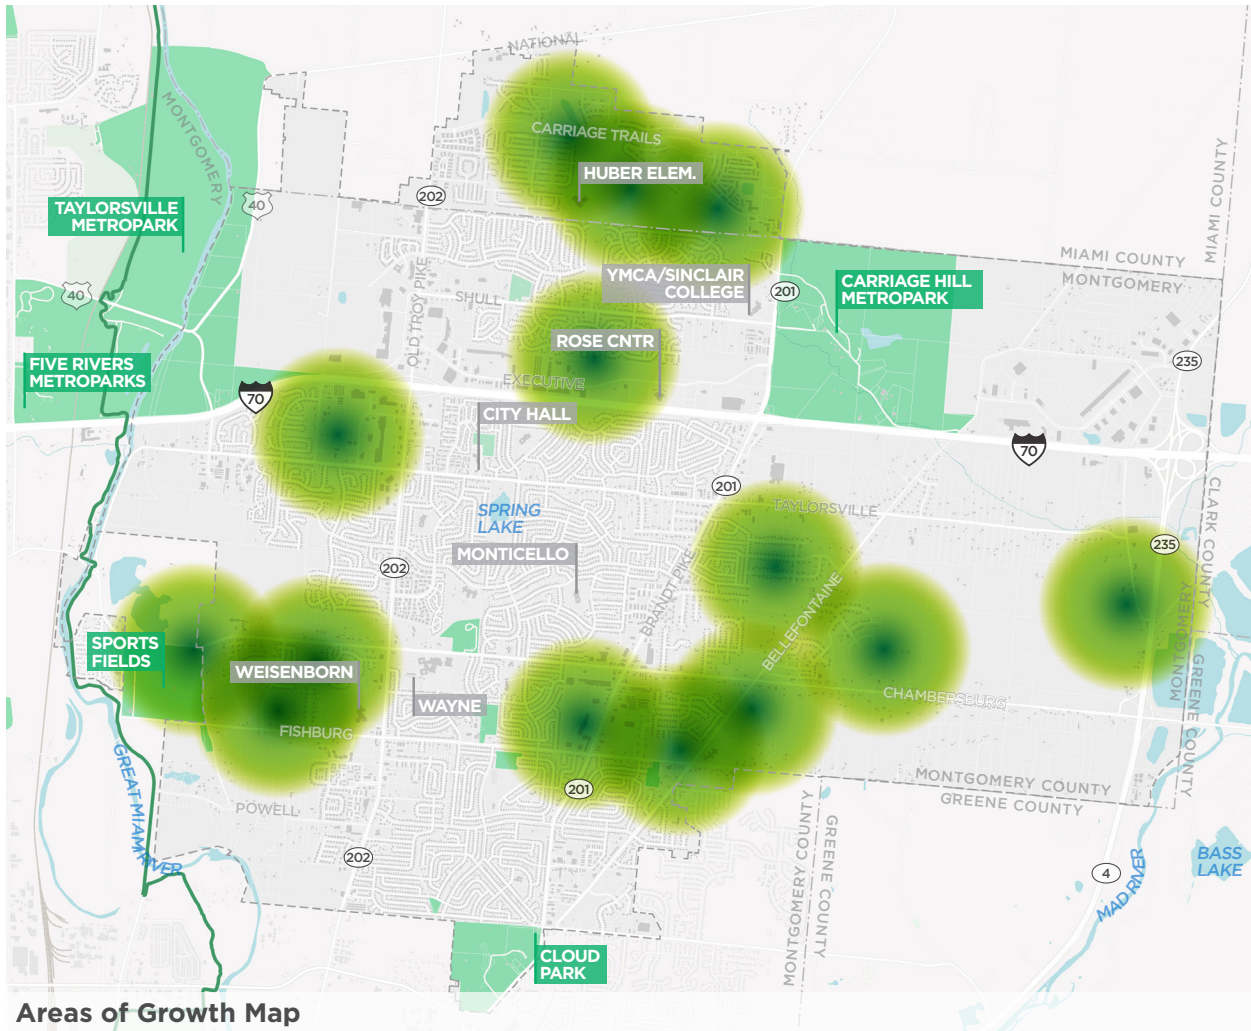 NATIONAL
CARRIAGE TRAILS
HUBER ELEM.
MONTGOMERY
MIAMI COUNTY
202
40
TAYLORSVILLE
METROPARK
MIAMI COUNTY
MONTGOMERY
YMCA/SINCLAIR
COLLEGE
201
CARRIAGE HILL
METROPARK
40
SHULL
OLD TROY PIKE
ROSE CNTR
235
FIVE RIVERS
METROPARKS
EXECUTIVE
70
CITY HALL
70
201
TAYLORSVILLE
SPRING
LAKE
CLARK COUNTY
235
MONTICELLO
202
BRANDT PIKE
BELLEFONTAINE
MONTGOMERY
GREENE COUNTY
SPORTS
FIELDS
WEISENBORN
WAYNE
CHAMBERSBURG
FISHBURG
GREAT MIAMI RIVER
201
MONTGOMERY COUNTY
GREENE COUNTY
POWELL
MONTGOMERY COUNTY
GREENE COUNTY
202
BASS
LAKE
4
MAD RIVER
CLOUD
PARK
Areas of Growth Map